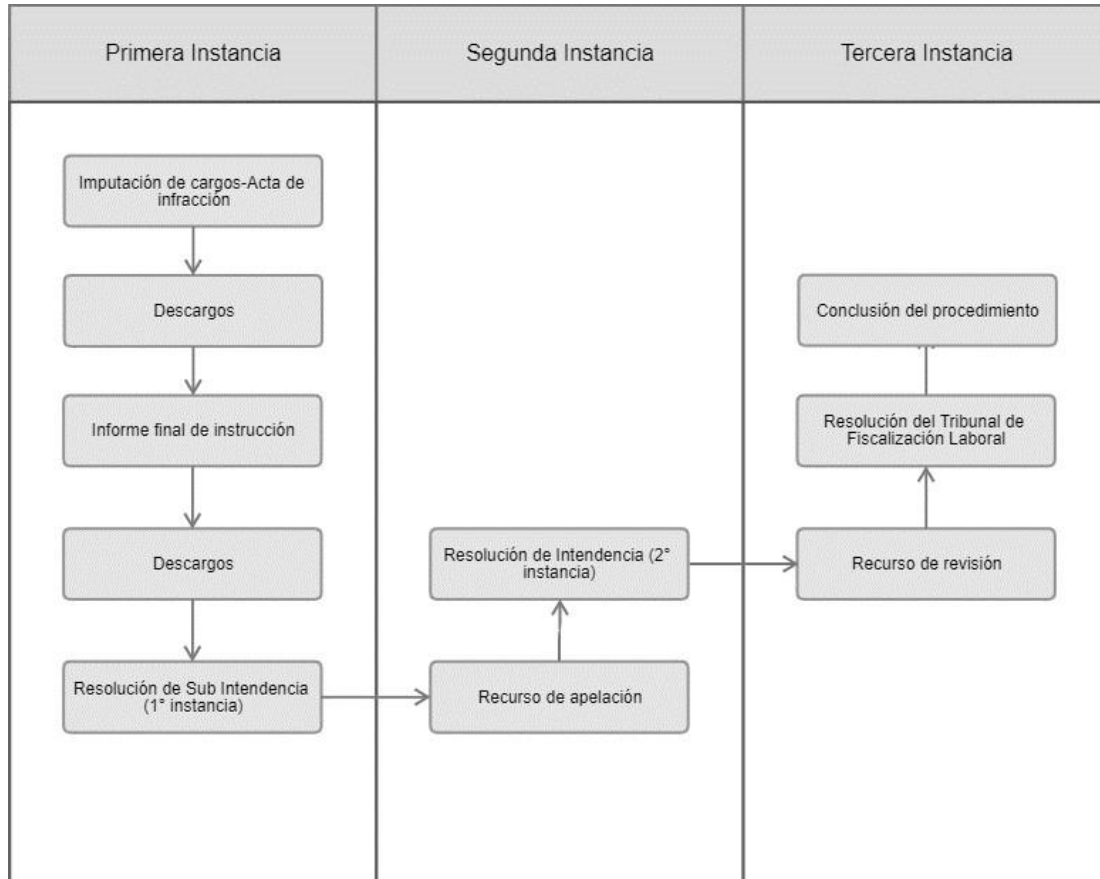 Primera Instancia
Segunda Instancia
Tercera Instancia
Imputación de cargos-Acta de
infracción
Descargos
Informe final de instrucción
Descargos
Resolución de Sub Intendencia
(1° instancia)
Resolución de Intendencia (2°
instancia)
Recurso de apelación
Conclusión del procedimiento
Resolución del Tribunal de
Fiscalización Laboral
Recurso de revisión